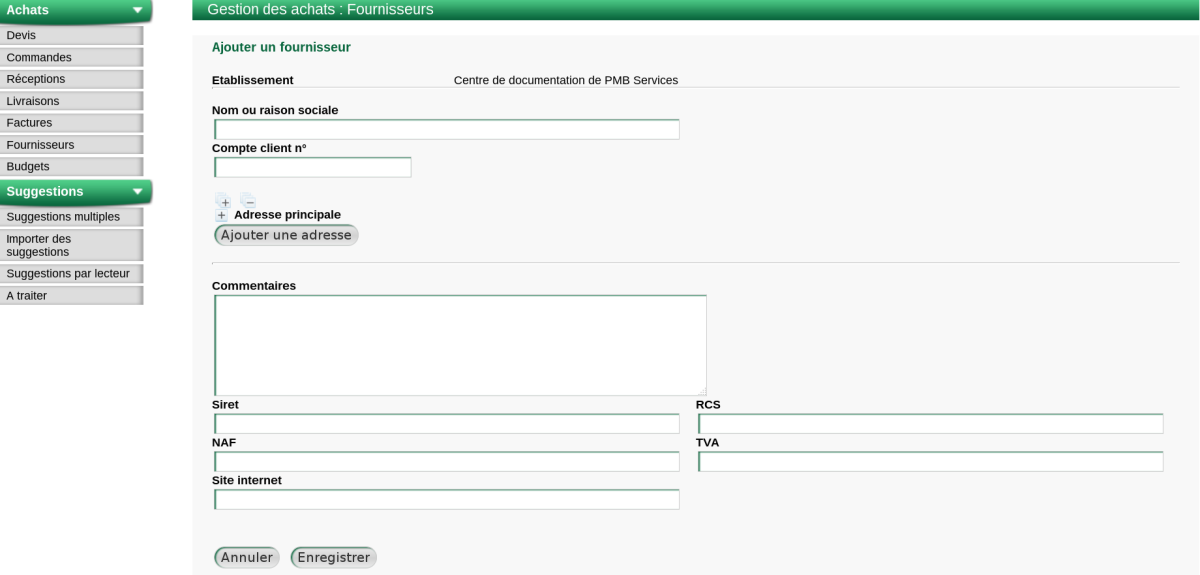 Achats
Devis
Commandes
Réceptions
Livraisons
Factures
Fournisseurs
Budgets
Suggestions
Suggestions multiples
Importer des
suggestions
Suggestions par lecteur
A traiter
Gestion des achats : Fournisseurs
Ajouter un fournisseur
Etablissement Centre de documentation de PMB Services
Nom ou raison sociale
Compte client n°
Adresse principale
Ajouter une adresse
Commentaires
Siret RCS
NAF TVA
Site internet
Annuler Enregistrer